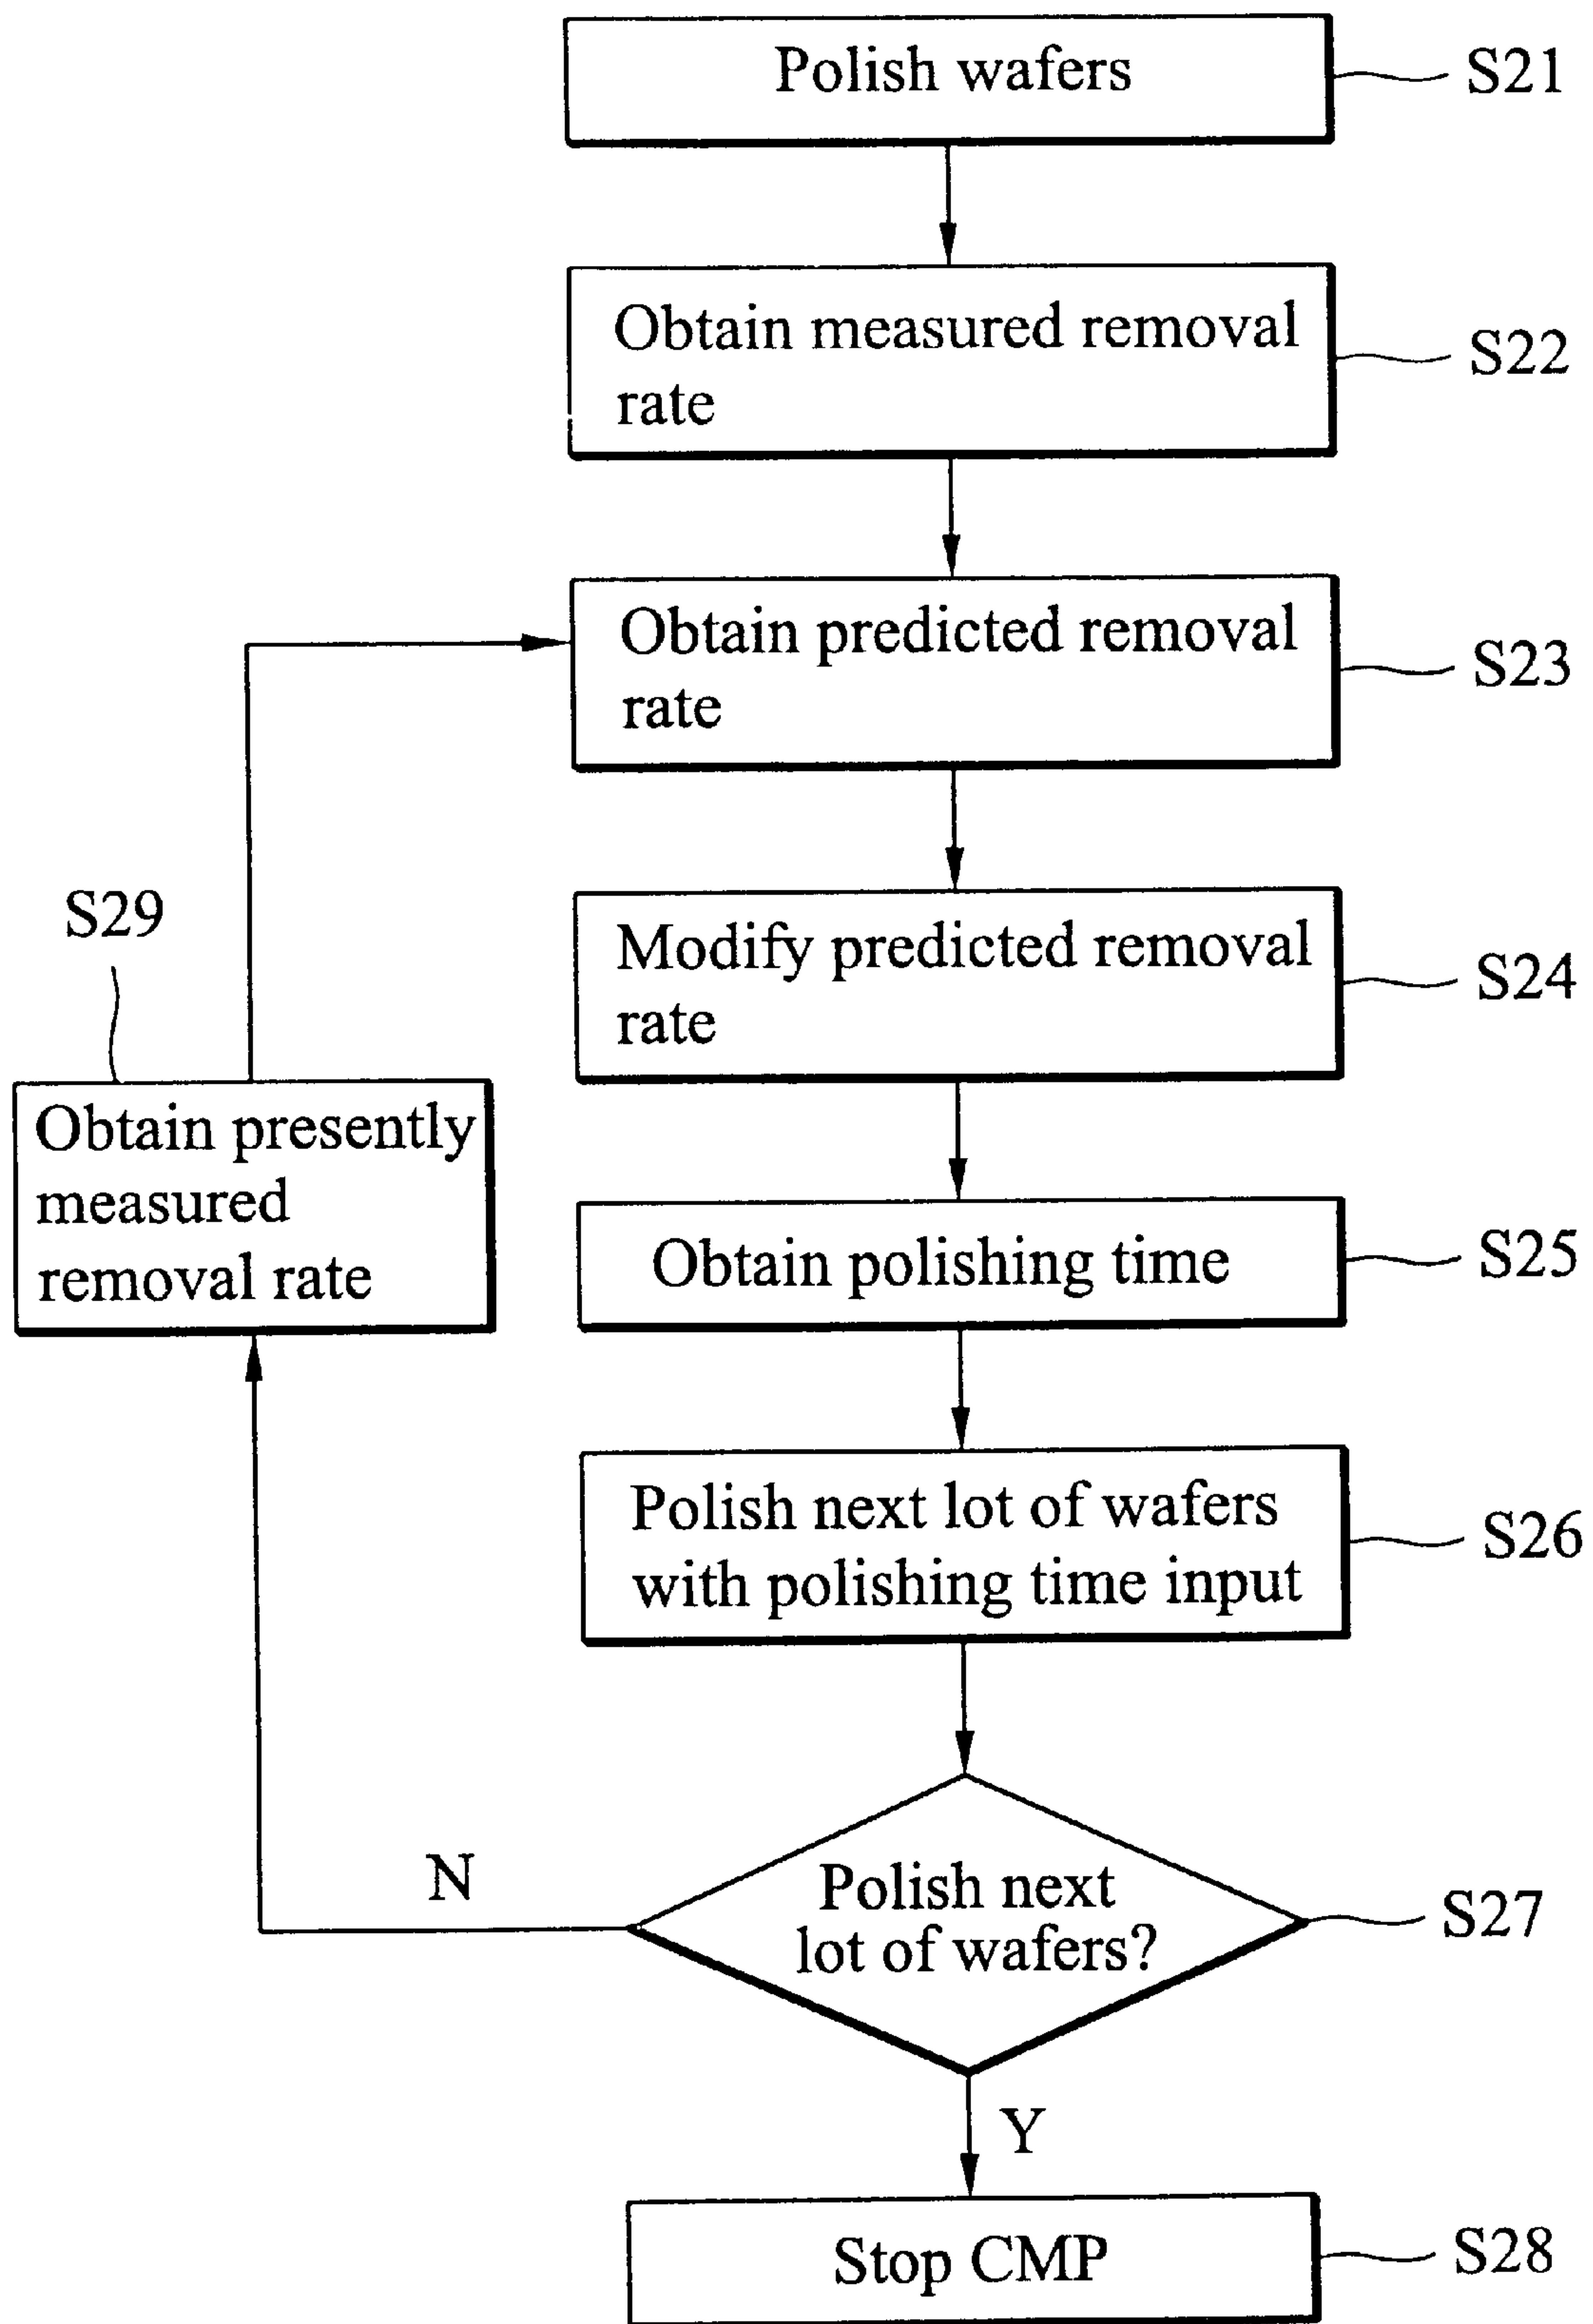 Polish wafers
S21
Obtain measured removal
rate
S22
Obtain predicted removal
rate
S23
Modify predicted removal
rate
S24
S29
Obtain presently
measured
removal rate
Obtain polishing time
S25
Polish next lot of wafers
with polishing time input
S26
Polish next
lot of wafers?
S27
N
Y
Stop CMP
S28